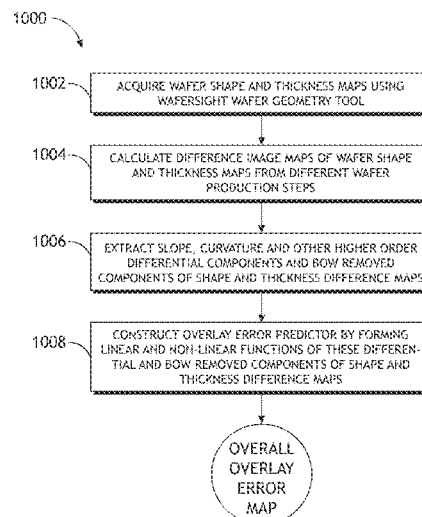 1000
1002
ACQUIRE WAFER SHAPE AND THICKNESS MAPS USING
WAFERSIGHT WAFER GEOMETRY TOOL
1004
CALCULATE DIFFERENCE IMAGE MAPS OF WAFER SHAPE
AND THICKNESS MAPS FROM DIFFERENT WAFER
PRODUCTION STEPS
1006
EXTRACT SLOPE, CURVATURE AND OTHER HIGHER ORDER
DIFFERENTIAL COMPONENTS AND BOW REMOVED
COMPONENTS OF SHAPE AND THICKNESS DIFFERENCE MAPS
1008
CONSTRUCT OVERLAY ERROR PREDICTOR BY FORMING
LINEAR AND NON-LINEAR FUNCTIONS OF THESE DIFFEREN-
TIAL AND BOW REMOVED COMPONENTS OF SHAPE AND
THICKNESS DIFFERENCE MAPS
OVERALL
OVERLAY
ERROR
MAP